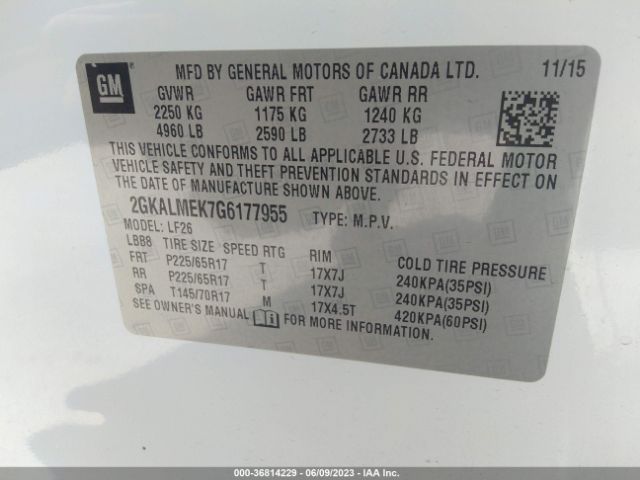 GM
MFD BY GENERAL MOTORS OF CANADA LTD. 11/15
GVWR GAWR FRT GAWR RR
2250 KG 1175 KG 1240 KG
4960 LB 2590 LB 2733 LB
THIS VEHICLE CONFORMS TO ALL APPLICABLE U.S. FEDERAL MOTOR
VEHICLE SAFETY AND THEFT PREVENTION STANDARDS IN EFFECT ON
THE DATE OF MANUFACTURE SHOWN ABOVE.
2GKALMEK7G6177955 TYPE: M.P.V.
MODEL: LF26
LBB8 TIRE SIZE SPEED RTG RIM COLD TIRE PRESSURE
FRT P225/65R17 T 17X7J 240KPA(35PSI)
RR P225/65R17 T 17X7J 240KPA(35PSI)
SPA T145/70R17 M 17X4.5T 420KPA(60PSI)
SEE OWNER'S MANUAL FOR MORE INFORMATION.
000-36814229 - 06/09/2023 - IAA Inc.